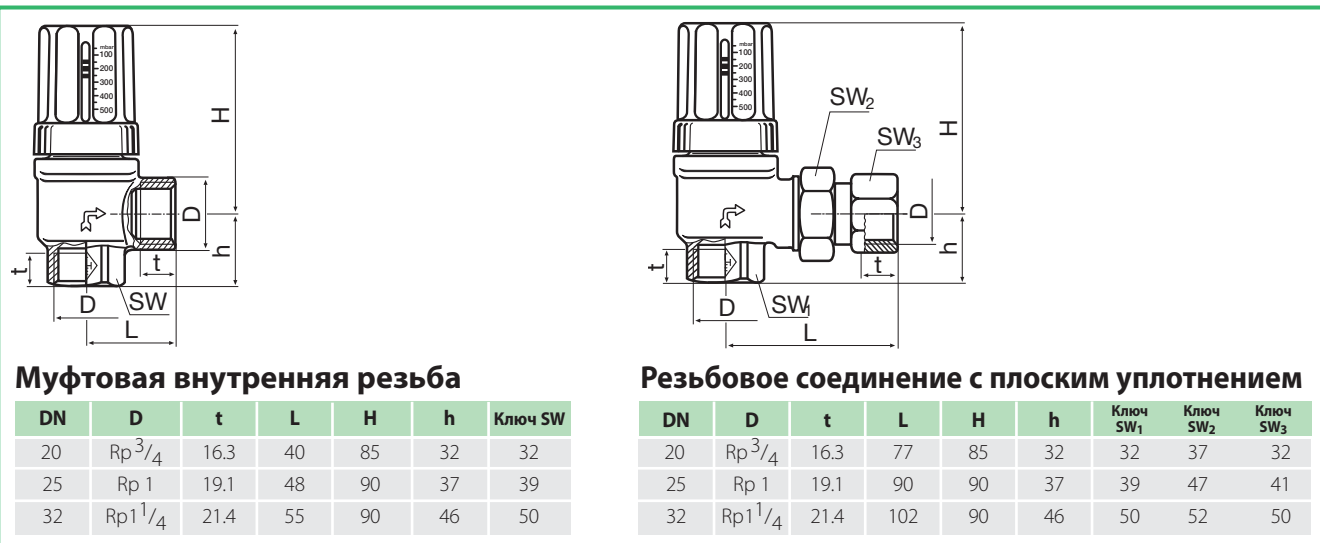 mbar
100
200
300
400
500
H
D
h
t
t
D
SW
L
mbar
100
200
300
400
500
SW₂
SW₃
H
D
h
t
t
D
SW₁
L
Муфтовая внутренняя резьба
DN D t L H h Ключ SW
20 Rp 3/4 16.3 40 85 32 32
25 Rp 1 19.1 48 90 37 39
32 Rp1 1/4 21.4 55 90 46 50
Резьбовое соединение с плоским уплотнением
DN D t L H h Ключ SW₁ Ключ SW₂ Ключ SW₃
20 Rp 3/4 16.3 77 85 32 32 37 32
25 Rp 1 19.1 90 90 37 39 47 41
32 Rp1 1/4 21.4 102 90 46 50 52 50